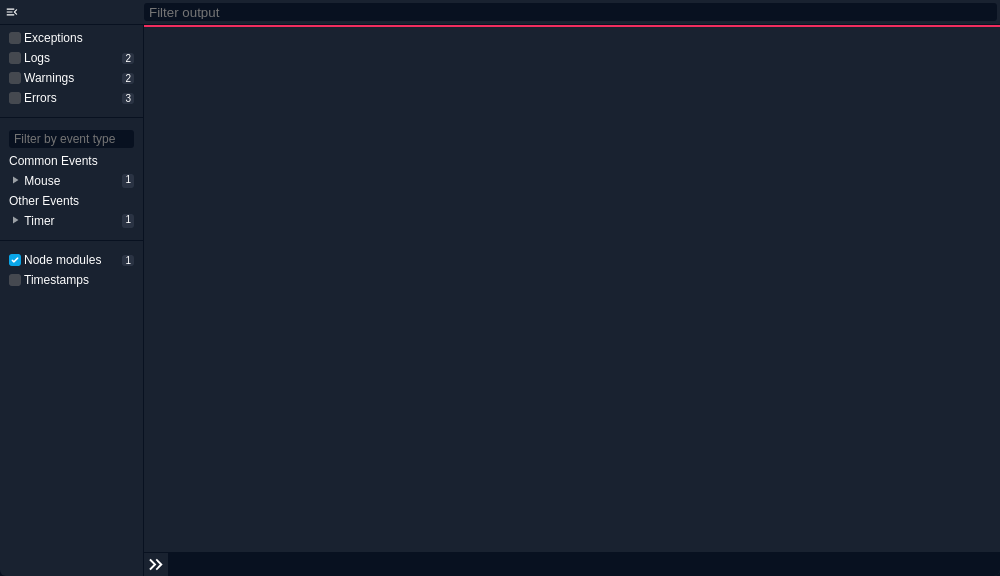 Filter output
Exceptions
Logs 2
Warnings 2
Errors 3
Filter by event type
Common Events
Mouse 1
Other Events
Timer 1
Node modules 1
Timestamps